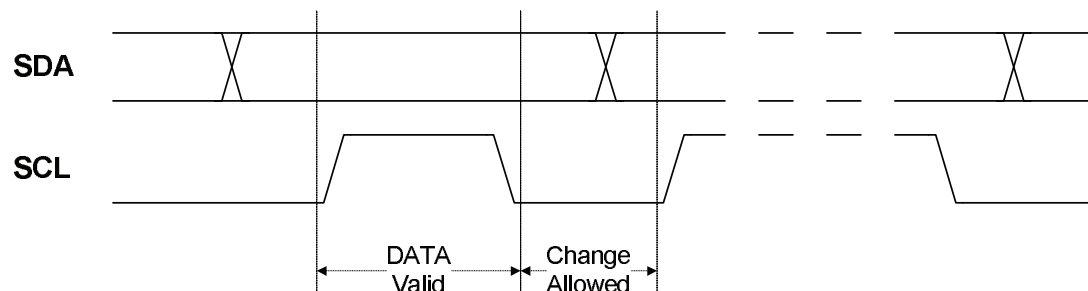 SDA
SCL
DATA
Valid
Change
Allowed